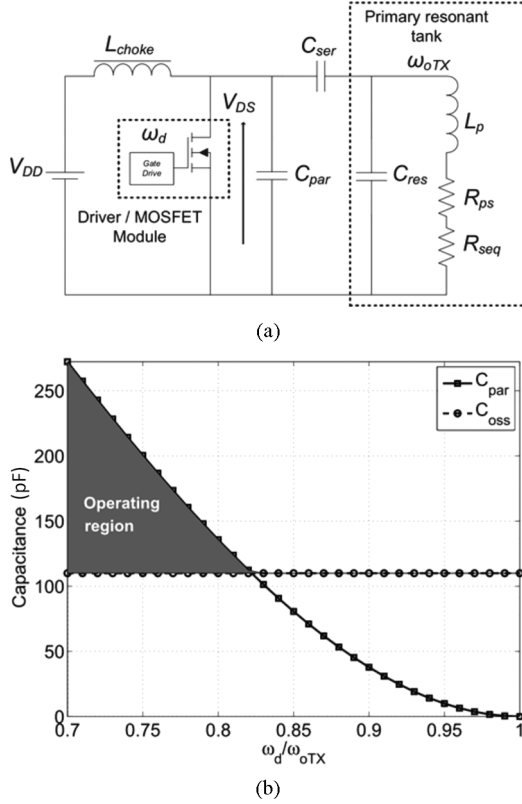 Primary resonant
tank
L_choke
C_ser
ω_oTX
V_DS
ω_d
L_p
V_DD
Gate
Drive
C_par
C_res
R_ps
Driver / MOSFET
Module
R_seq
(a)
C_par
C_oss
Operating
region
Capacitance (pF)
250
200
150
100
50
0
0.7 0.75 0.8 0.85 0.9 0.95 1
ω_d/ω_oTX
(b)